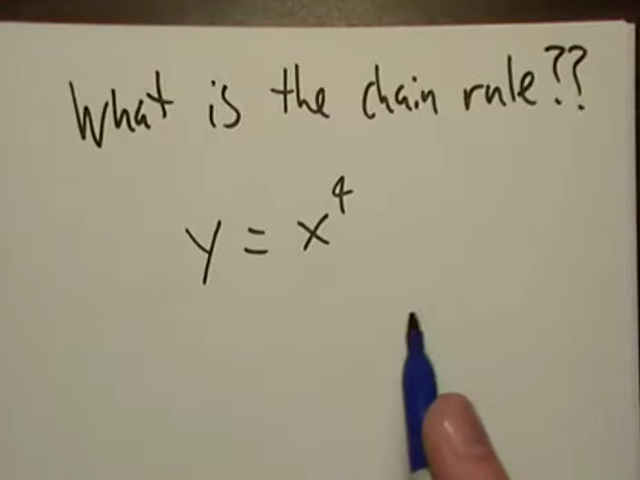 What is the chain rule??
y = x⁴